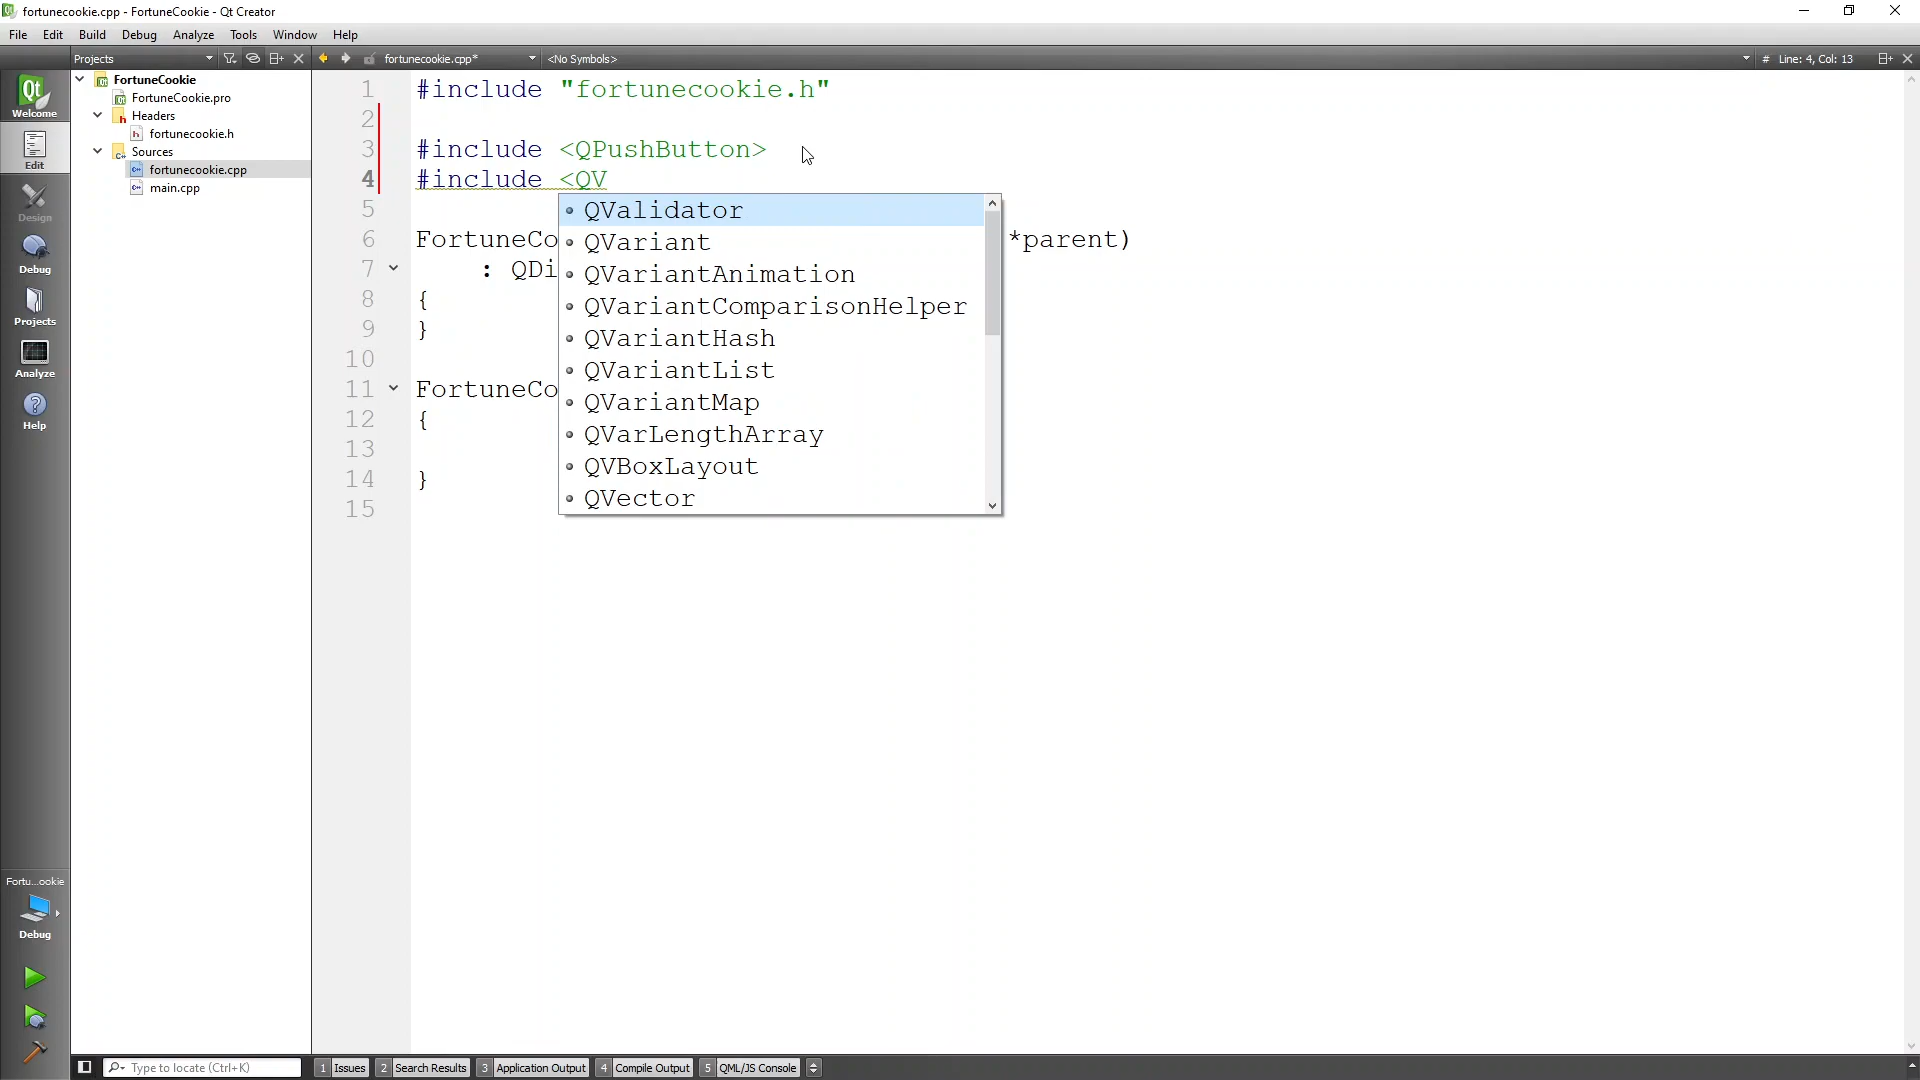 fortunecookie.cpp - FortuneCookie - Qt Creator
File Edit Build Debug Analyze Tools Window Help
Projects fortunecookie.cpp* <No Symbols> # Line: 4, Col: 13
Welcome
Edit
Design
Debug
Projects
Analyze
Help
FortuneCookie
FortuneCookie.pro
Headers
fortunecookie.h
Sources
fortunecookie.cpp
main.cpp
1 #include "fortunecookie.h"
2
3 #include <QPushButton>
4 #include <QV
5
6 FortuneCo *parent)
7 : QDi
8 {
9 }
10
11 FortuneCo
12 {
13
14 }
15
QValidator
QVariant
QVariantAnimation
QVariantComparisonHelper
QVariantHash
QVariantList
QVariantMap
QVarLengthArray
QVBoxLayout
QVector
Fortu...ookie
Debug
Type to locate (Ctrl+K) 1 Issues 2 Search Results 3 Application Output 4 Compile Output 5 QML/JS Console